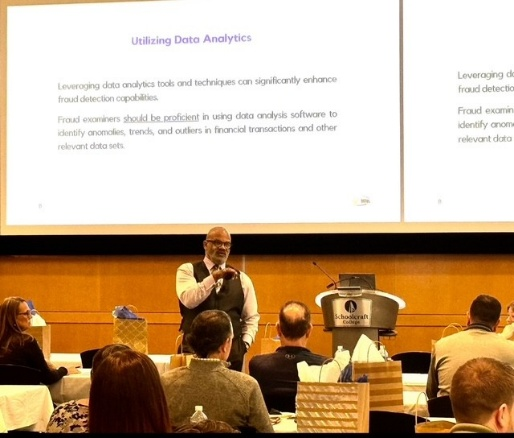 Utilizing Data Analytics
Leveraging data analytics tools and techniques can significantly enhance
fraud detection capabilities.
Fraud examiners should be proficient in using data analysis software to
identify anomalies, trends, and outliers in financial transactions and other
relevant data sets
Leveraging
fraud detectio
Fraud examin
identify anom
relevant data
Schoolcraft
College